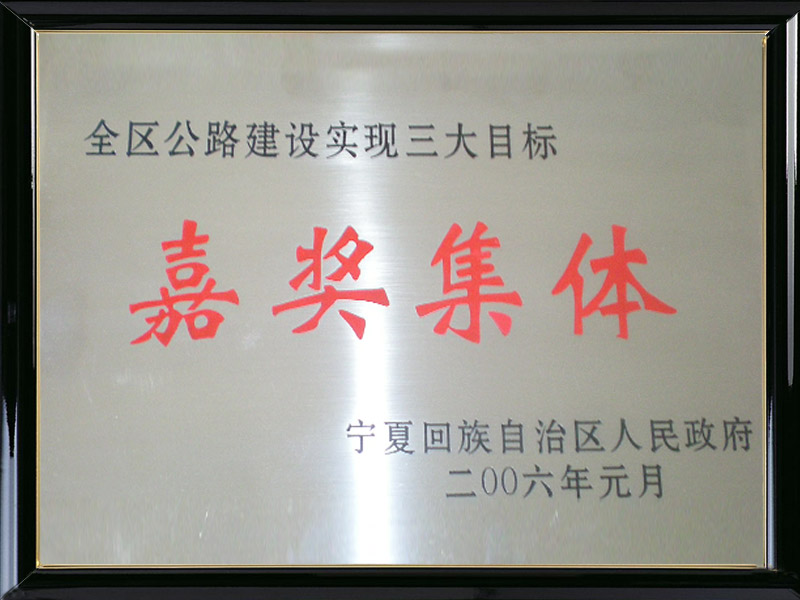 全区公路建设实现三大目标
嘉奖集体
宁夏回族自治区人民政府
二00六年元月